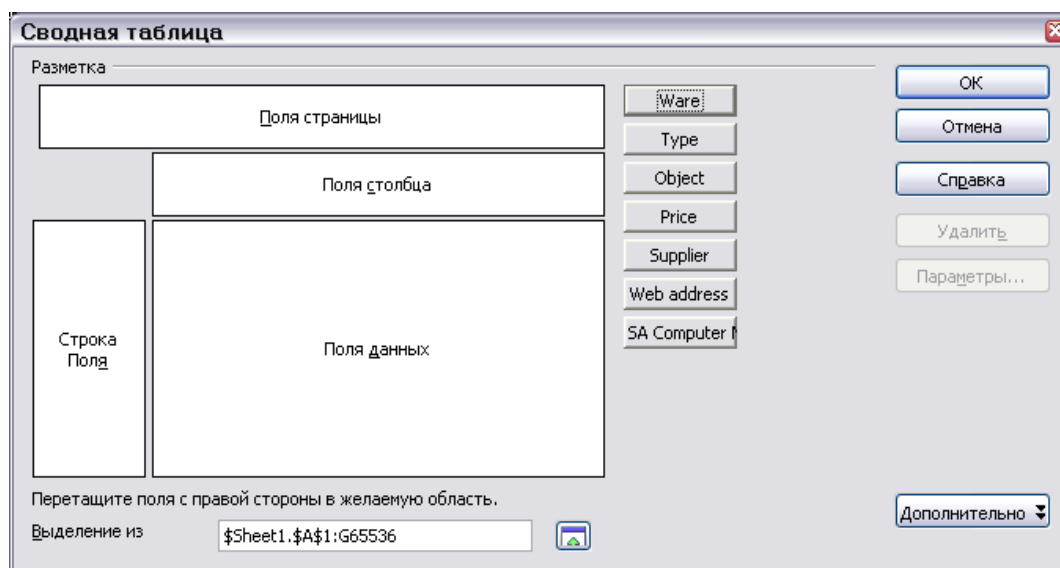 Сводная таблица
Разметка
Поля страницы
Поля столбца
Строка
Поля
Поля данных
Ware
Type
Object
Price
Supplier
Web address
SA Computer
OK
Отмена
Справка
Удалить
Параметры...
Перетащите поля с правой стороны в желаемую область.
Выделение из
$Sheet1.$A$1:G65536
Дополнительно